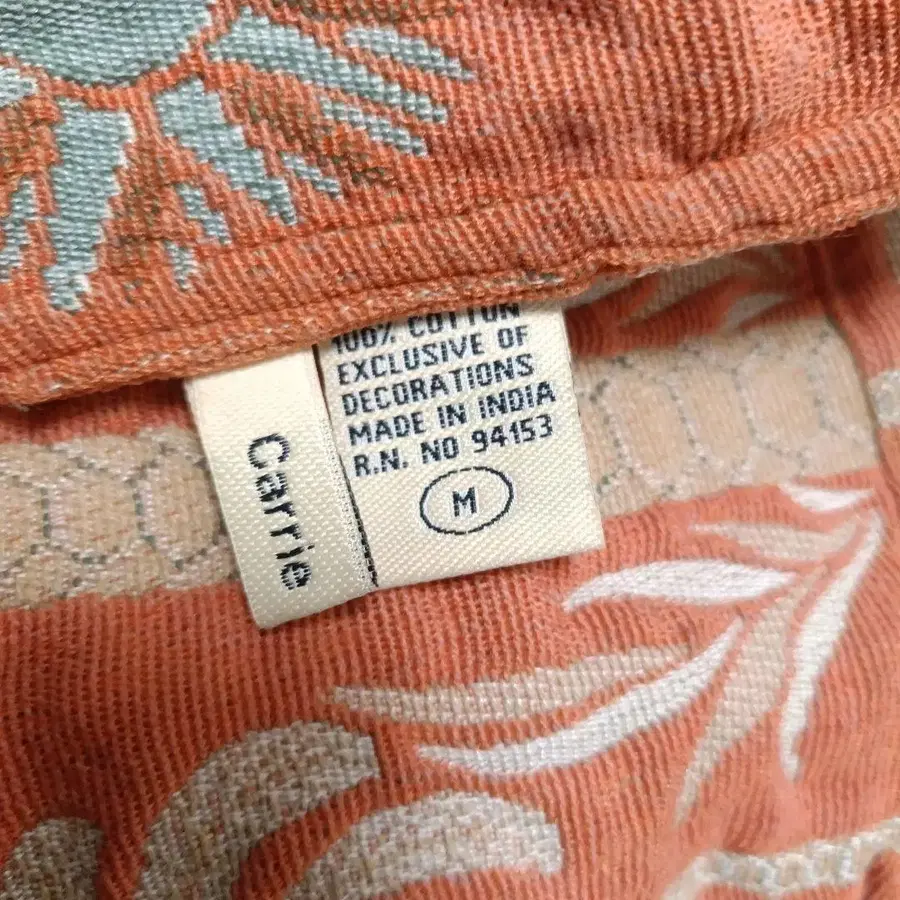 100% COTTON
EXCLUSIVE OF
DECORATIONS
MADE IN INDIA
R.N. NO 94153
M
Carrie